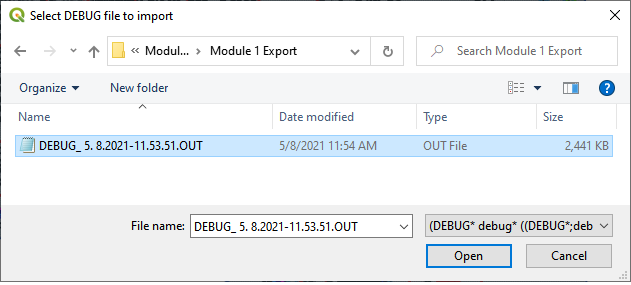 Select DEBUG file to import
Modul... Module 1 Export
Search Module 1 Export
Organize New folder
Name Date modified Type Size
DEBUG_ 5. 8.2021-11.53.51.OUT 5/8/2021 11:54 AM OUT File 2,441 KB
File name: DEBUG_ 5. 8.2021-11.53.51.OUT (DEBUG* debug* ((DEBUG*;deb
Open Cancel